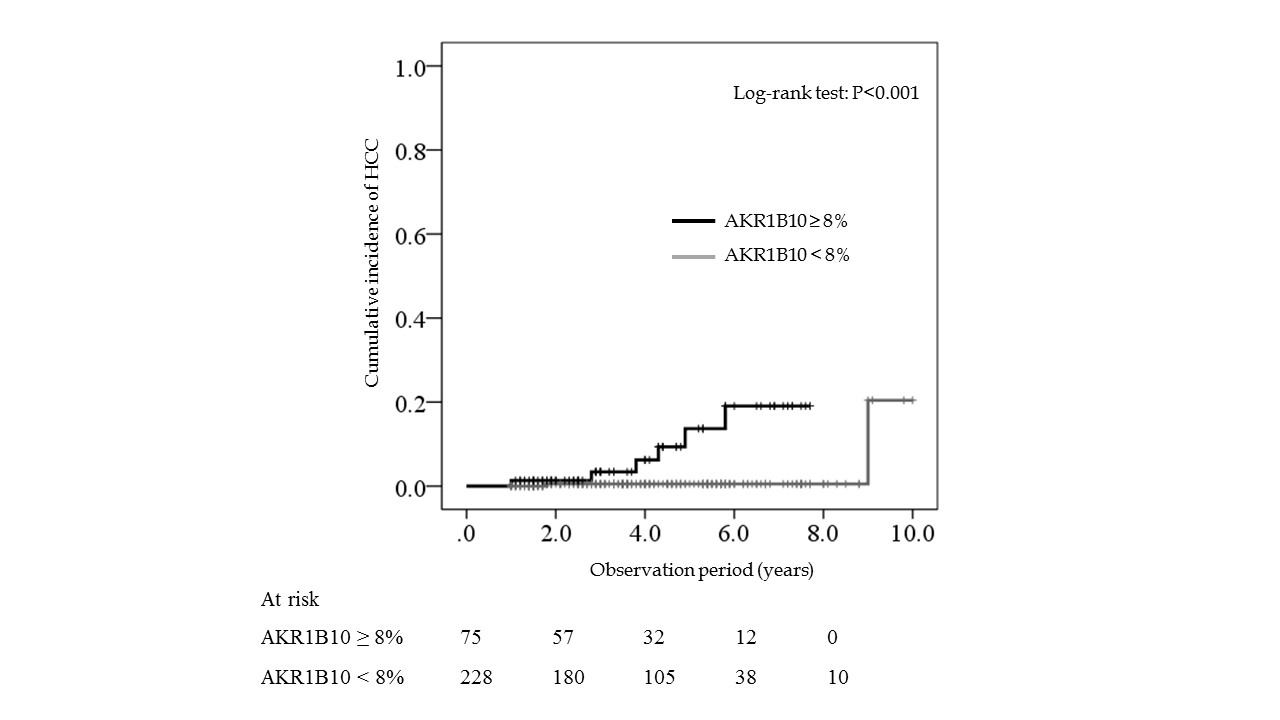 1.0
Log-rank test: P<0.001
0.8
AKR1B10≥8%
0.6
AKR1B10 < 8%
Cumulative incidence of HCC
0.4
0.2
0.0
.0 2.0 4.0 6.0 8.0 10.0
Observation period (years)
At risk
AKR1B10 ≥ 8% 75 57 32 12 0
AKR1B10 < 8% 228 180 105 38 10